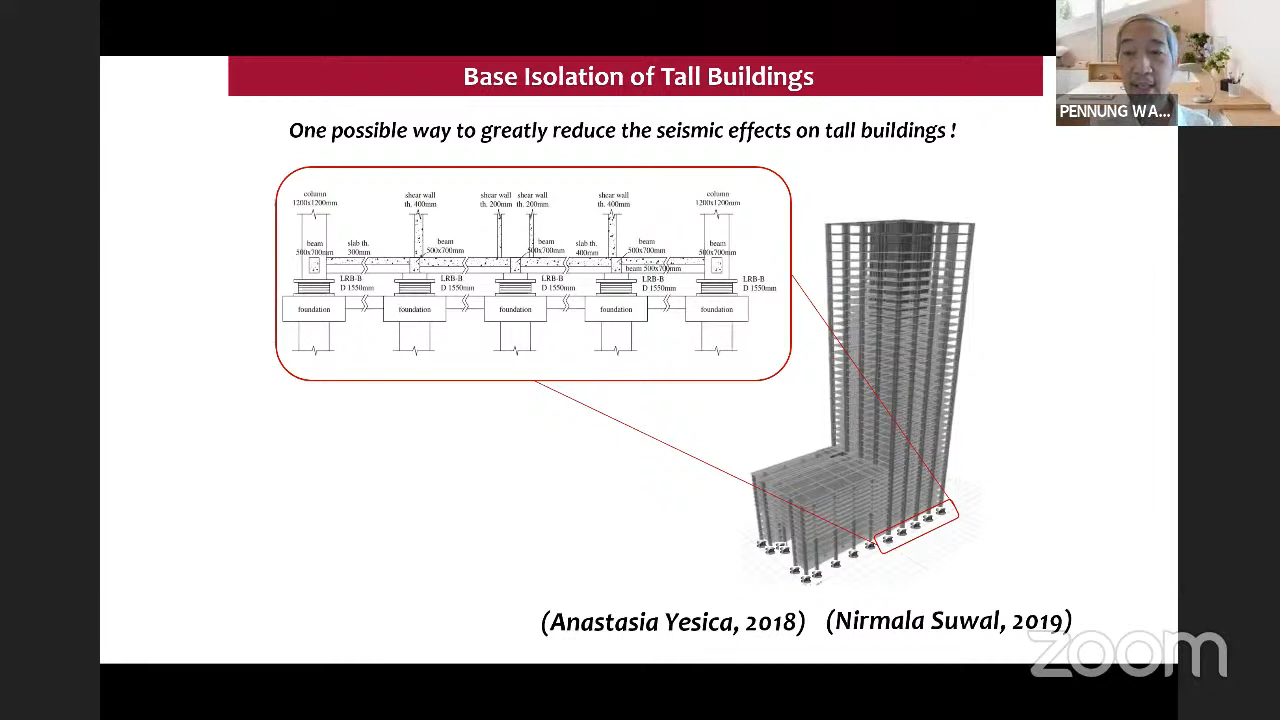 Base Isolation of Tall Buildings
PENNUNG WA...
One possible way to greatly reduce the seismic effects on tall buildings !
column
1200x1200mm
shear wall
th. 400mm
shear wall
th. 200mm
shear wall
th. 200mm
shear wall
th. 400mm
column
1200x1200mm
beam
500x700mm
slab th.
300mm
beam
500x700mm
beam
500x700mm
slab th.
400mm
beam
500x700mm
beam 500x700mm
beam
500x700mm
LRB-B
D 1550mm
LRB-B
D 1550mm
LRB-B
D 1550mm
LRB-B
D 1550mm
LRB-B
D 1550mm
foundation
foundation
foundation
foundation
foundation
(Anastasia Yesica, 2018) (Nirmala Suwal, 2019)
zoom